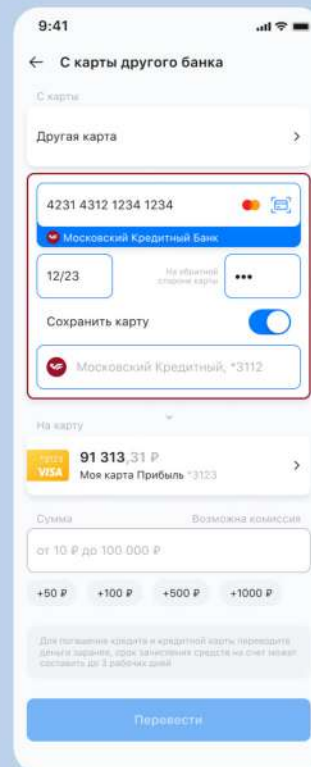 9:41
← С карты другого банка
С карты
Другая карта
4231 4312 1234 1234
Московский Кредитный Банк
12/23
На обратной
стороне карты
•••
Сохранить карту
Московский Кредитный, *3112
На карту
*3123
VISA
91 313,31 ₽
Моя карта Прибыль *3123
Сумма
Возможна комиссия
от 10 ₽ до 100 000 ₽
+50 ₽
+100 ₽
+500 ₽
+1000 ₽
Для погашения кредита и кредитной карты переводите
деньги заранее, срок зачисления средств на счет может
составить до 3 рабочих дней
Перевести